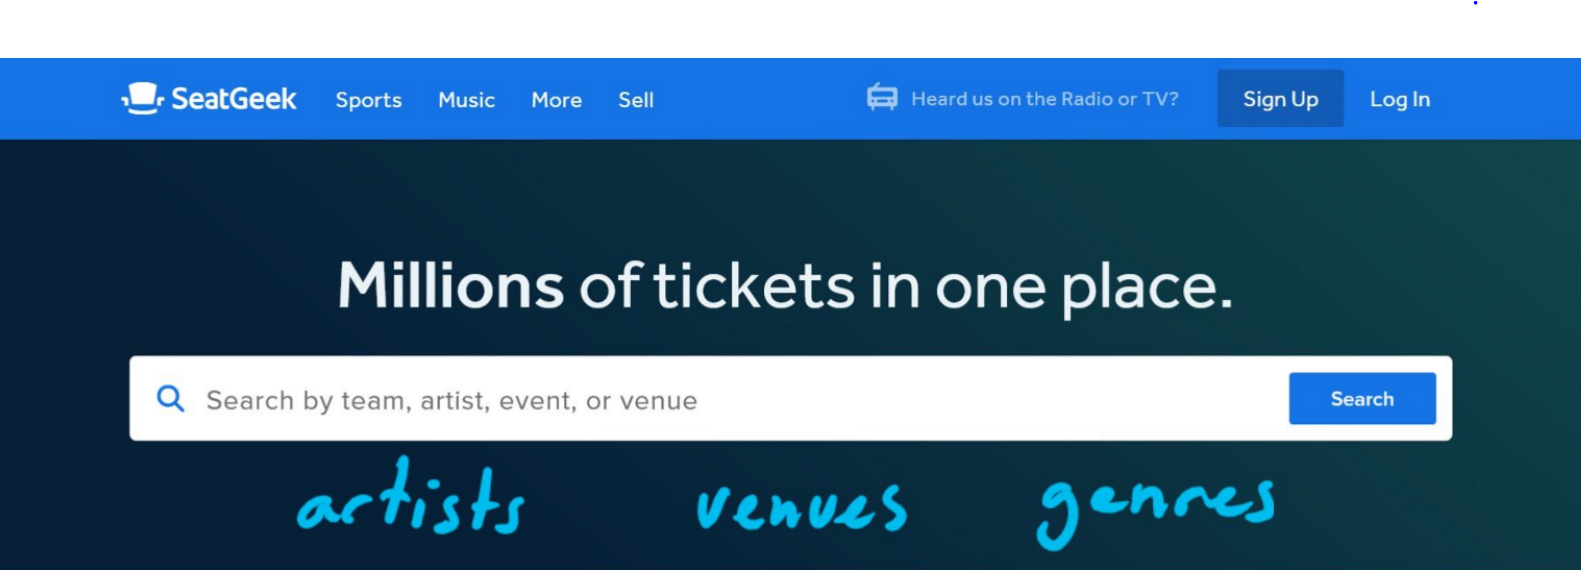 SeatGeek Sports Music More Sell Heard us on the Radio or TV? Sign Up Log In
Millions of tickets in one place.
Search by team, artist, event, or venue Search
artists venues genres